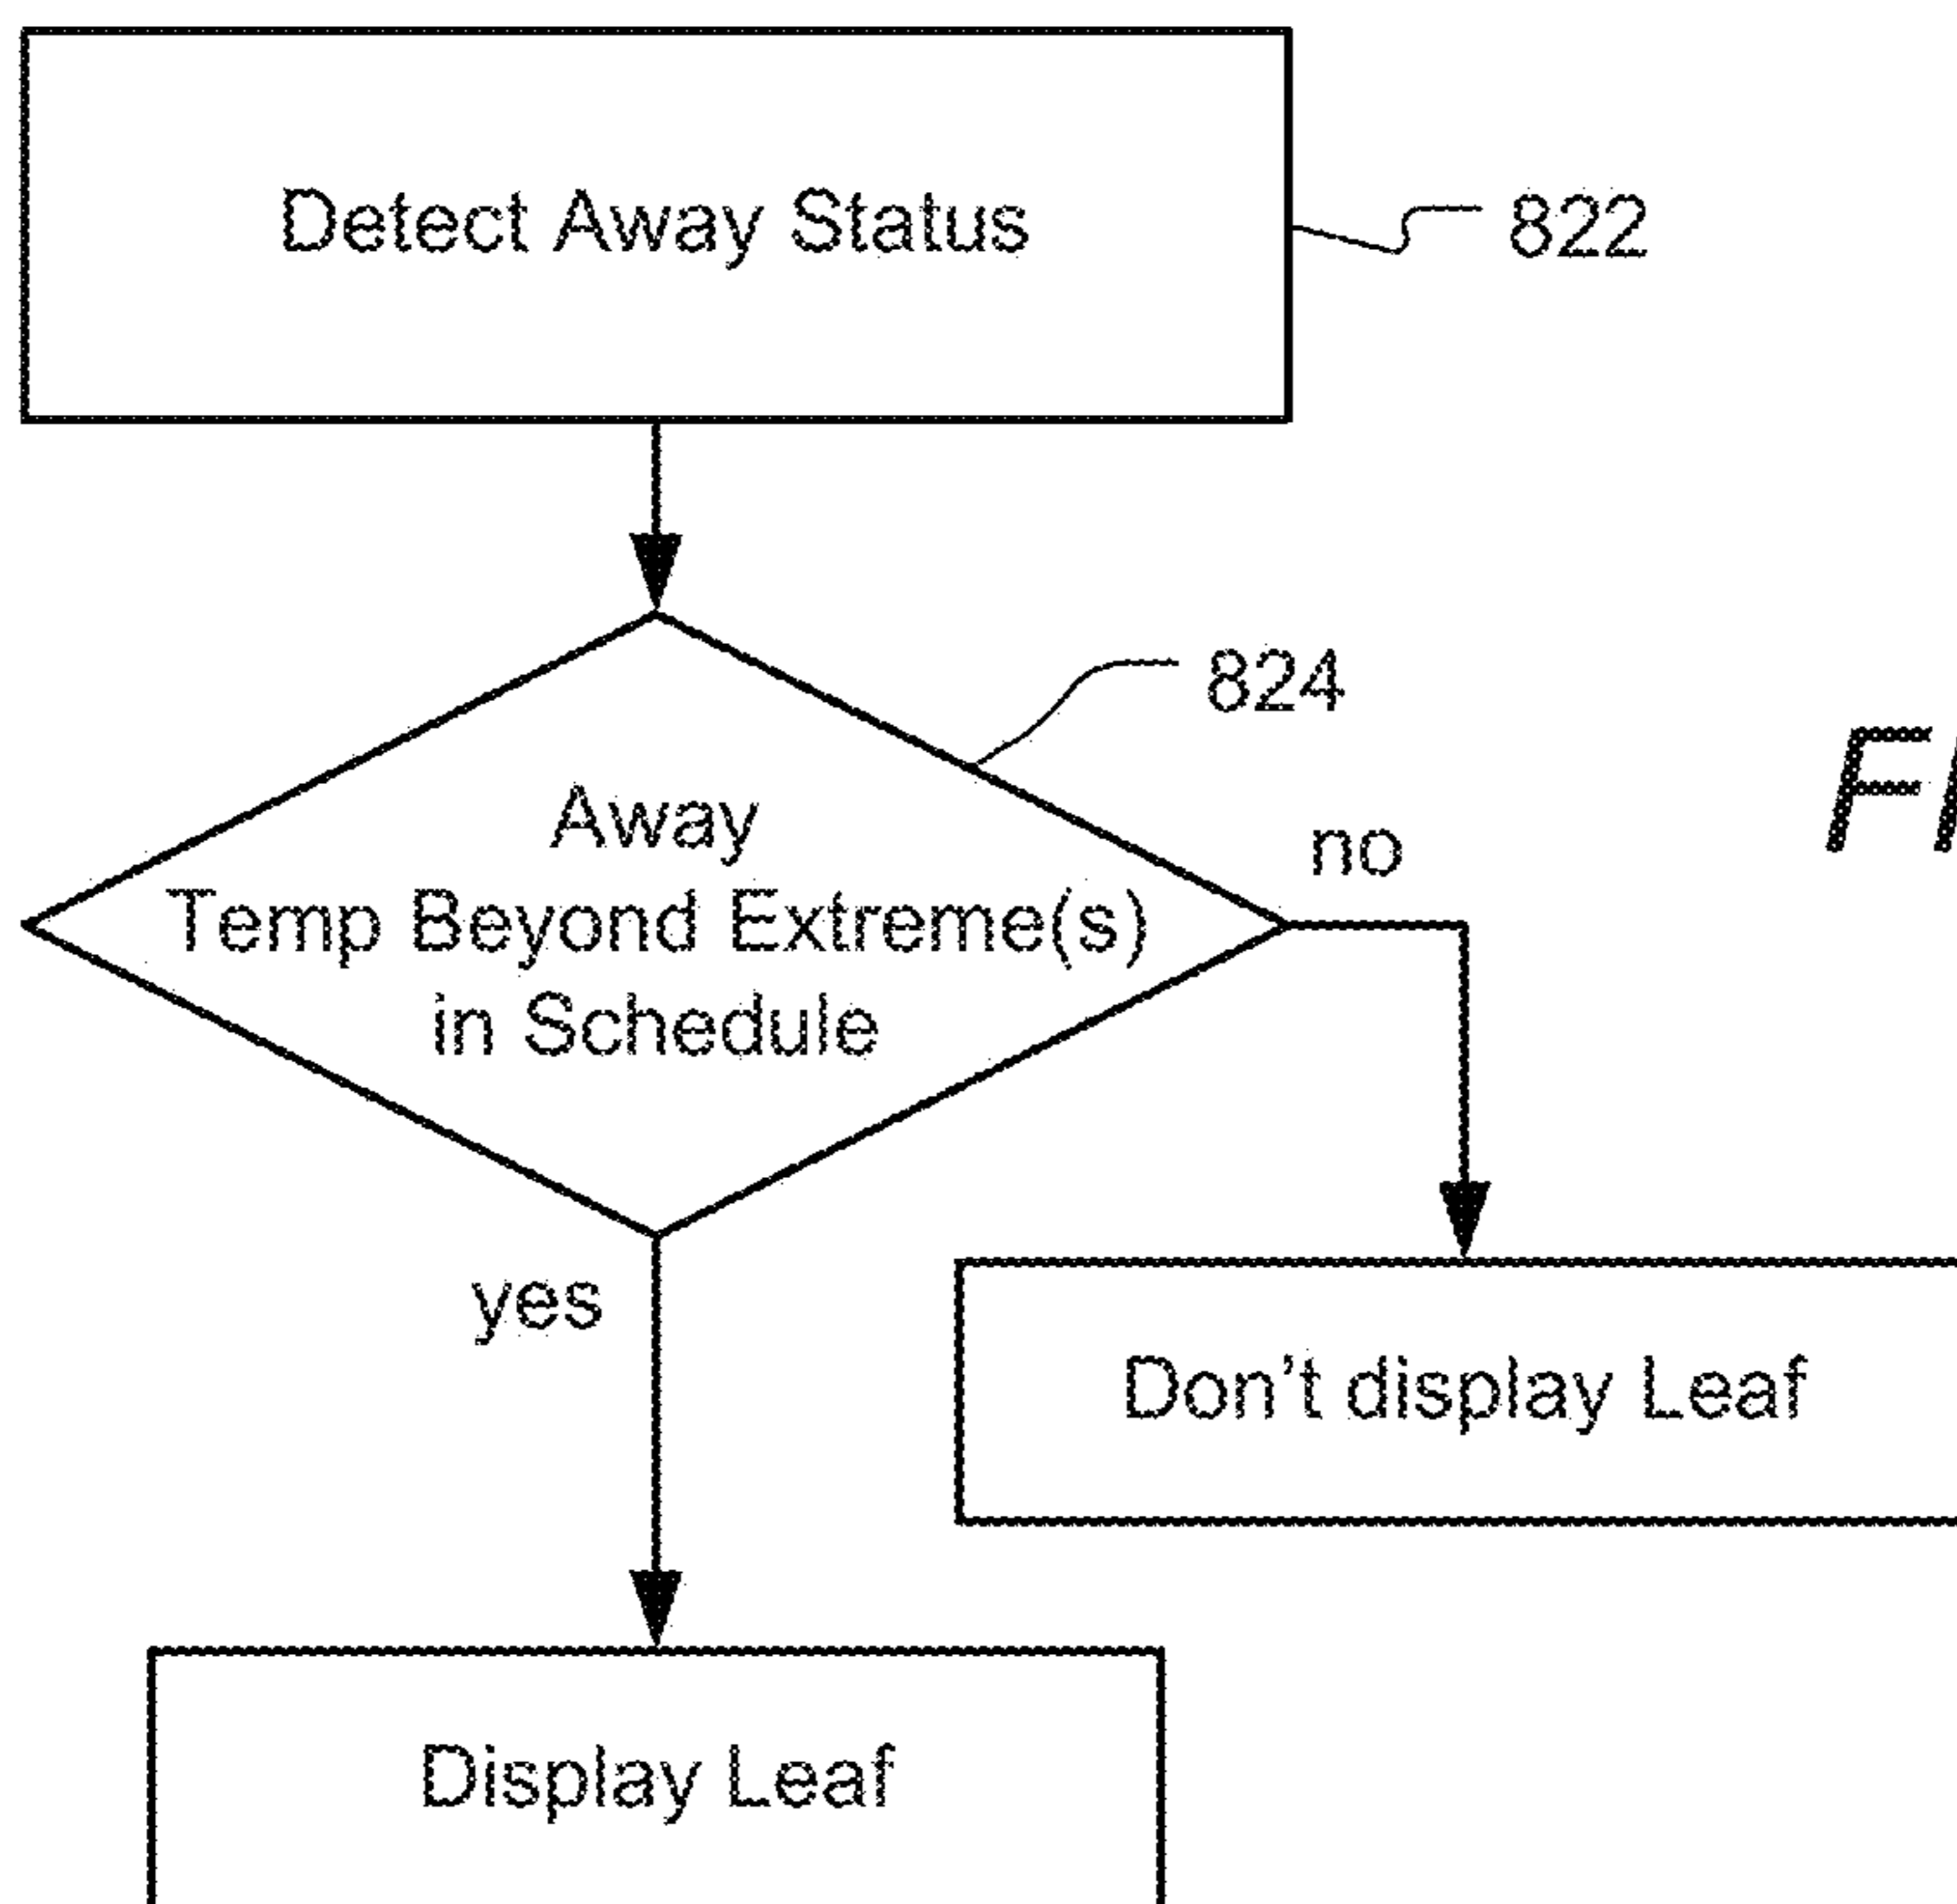 Detect Away Status
822
824
Away
Temp Beyond Extreme(s)
in Schedule
no
yes
Don't display Leaf
Display Leaf